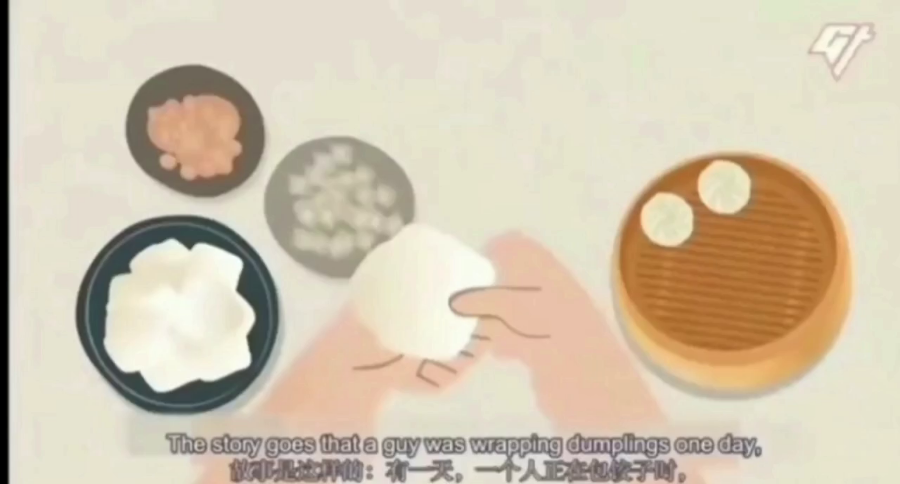 Gt
The story goes that a guy was wrapping dumplings one day,
故事是这样的：有一天，一个人正在包饺子时，